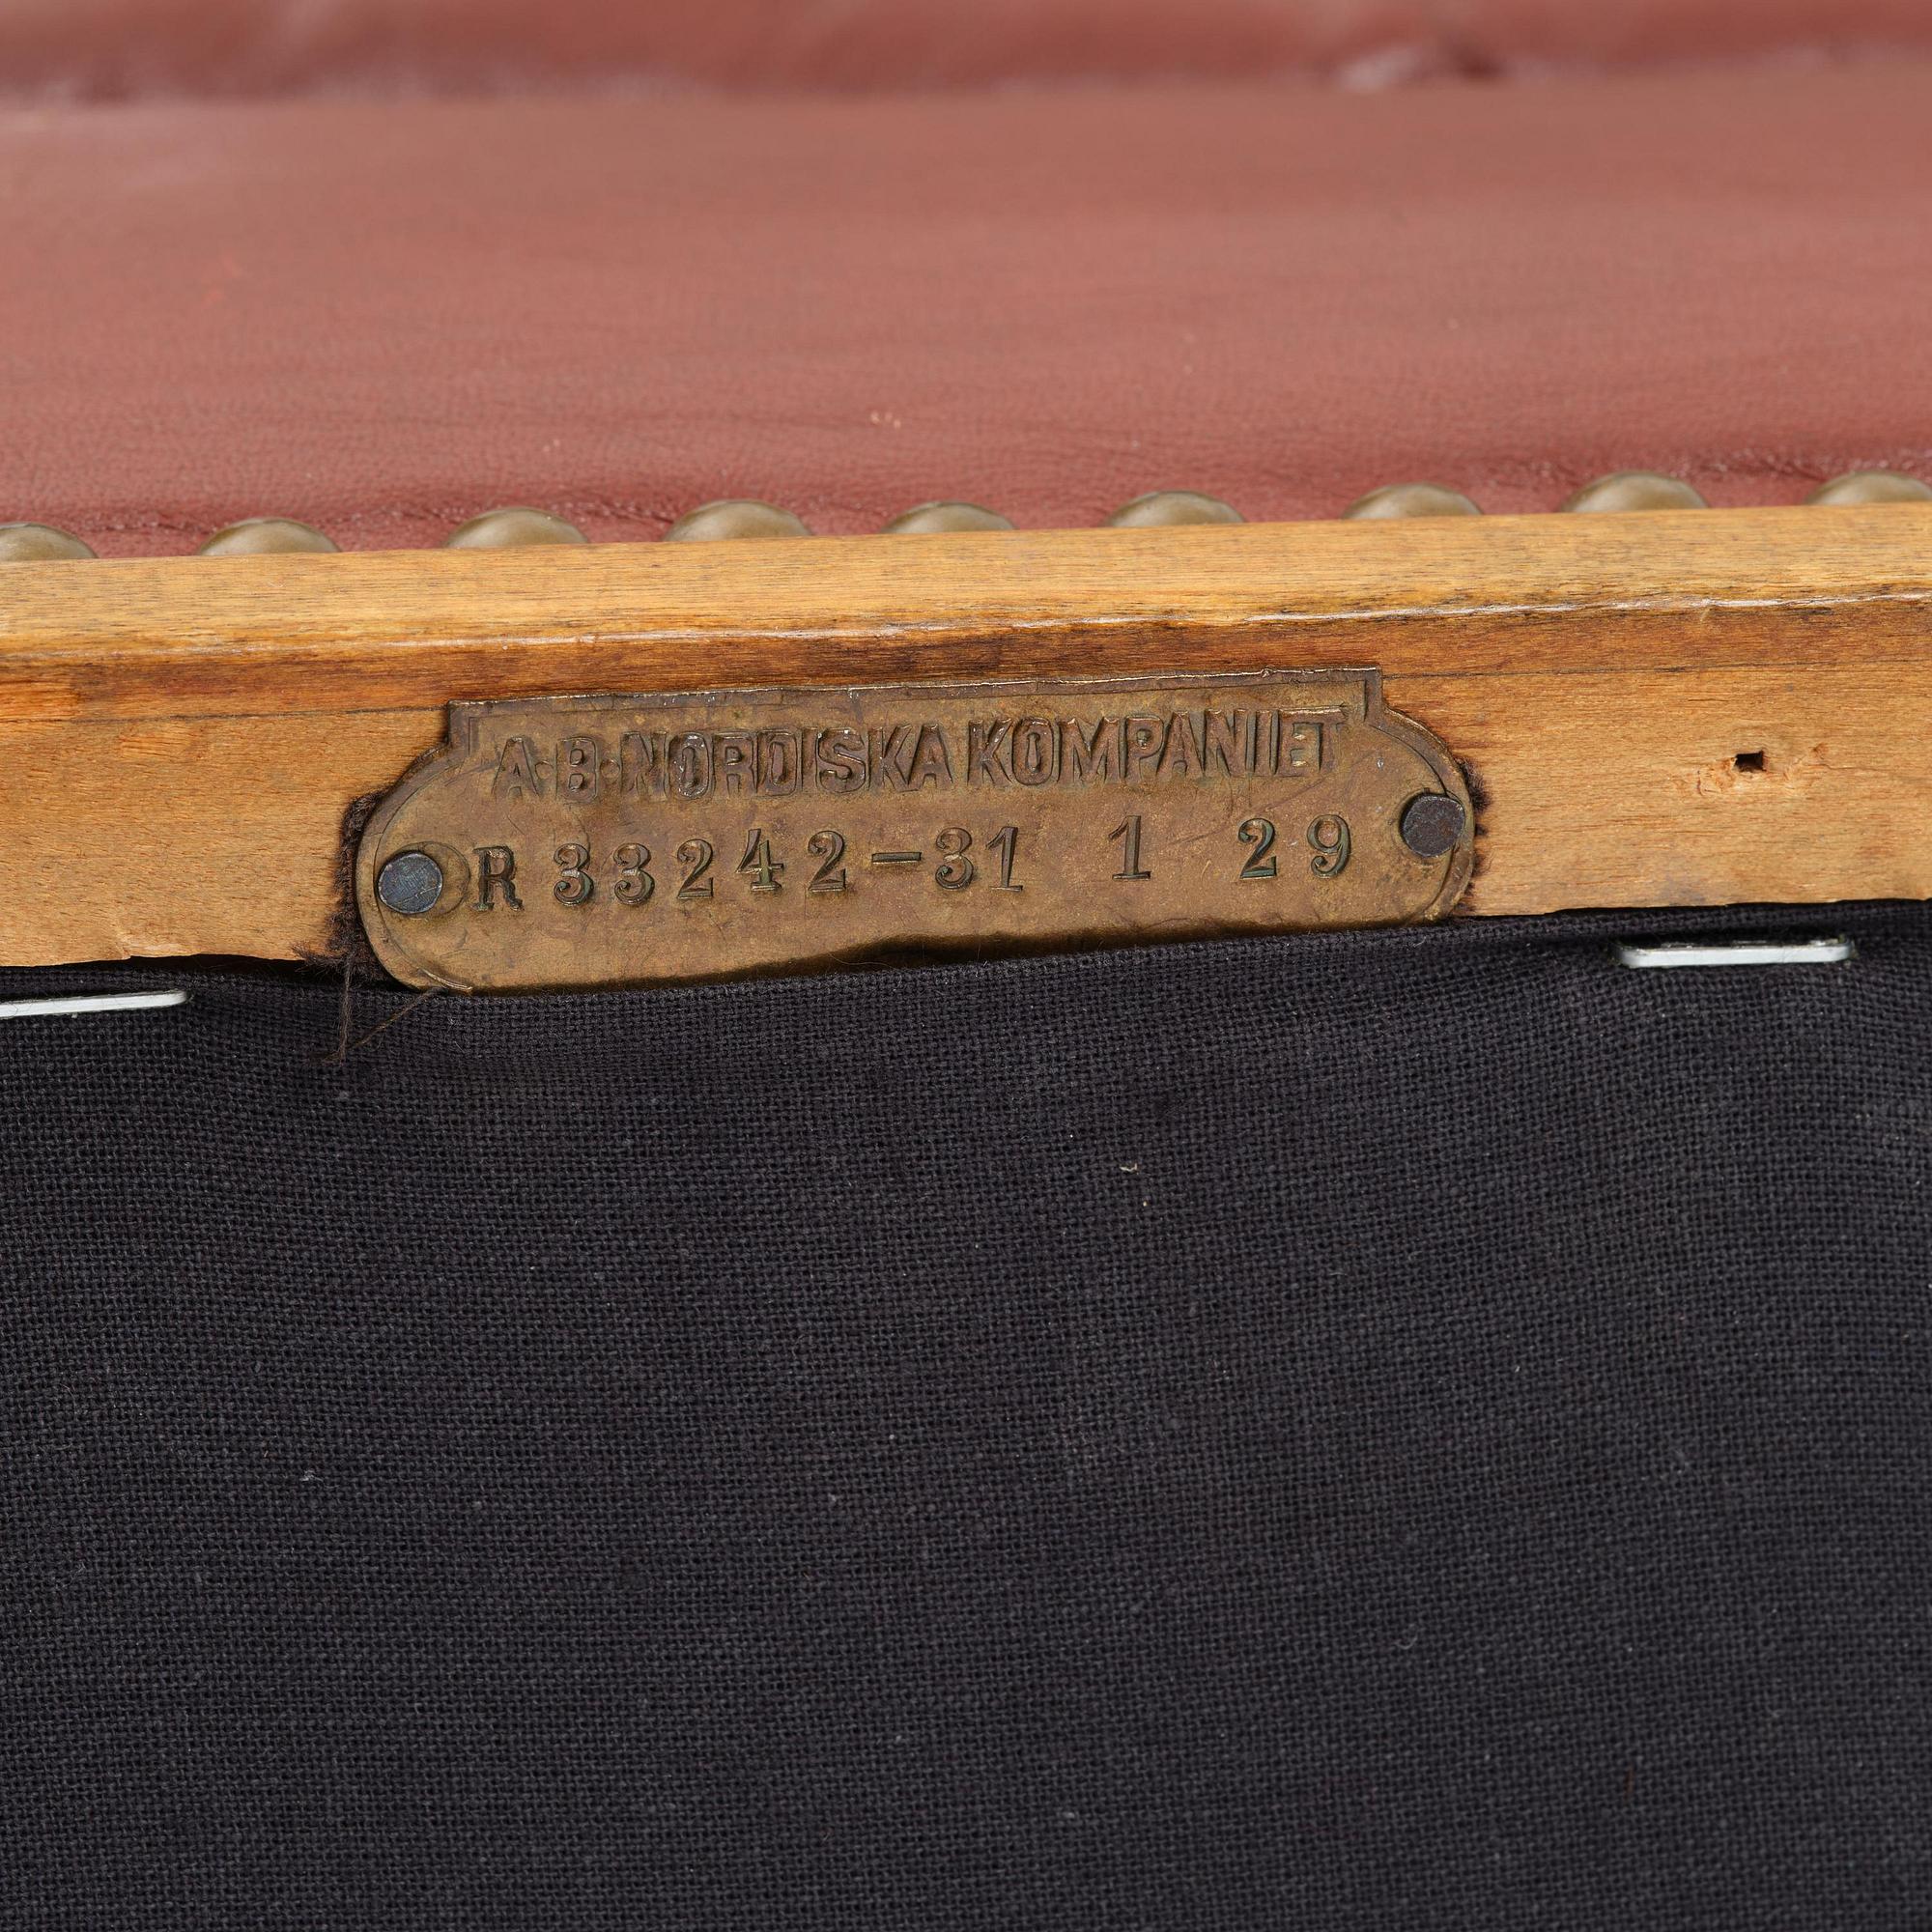 A·B·NORDISKA KOMPANIET
R 33242-31 1 29